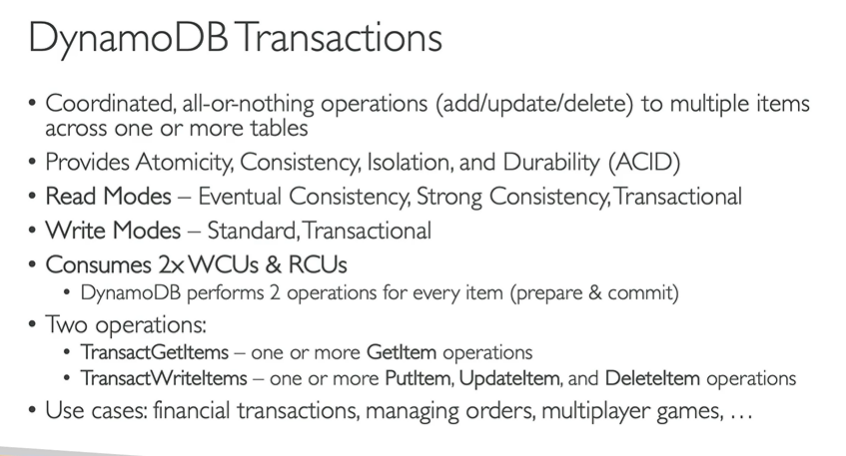 DynamoDB Transactions
• Coordinated, all-or-nothing operations (add/update/delete) to multiple items
across one or more tables
• Provides Atomicity, Consistency, Isolation, and Durability (ACID)
• Read Modes – Eventual Consistency, Strong Consistency, Transactional
• Write Modes – Standard, Transactional
• Consumes 2x WCUs & RCUs
• DynamoDB performs 2 operations for every item (prepare & commit)
• Two operations:
• TransactGetItems – one or more GetItem operations
• TransactWriteItems – one or more PutItem, UpdateItem, and DeleteItem operations
• Use cases: financial transactions, managing orders, multiplayer games, …